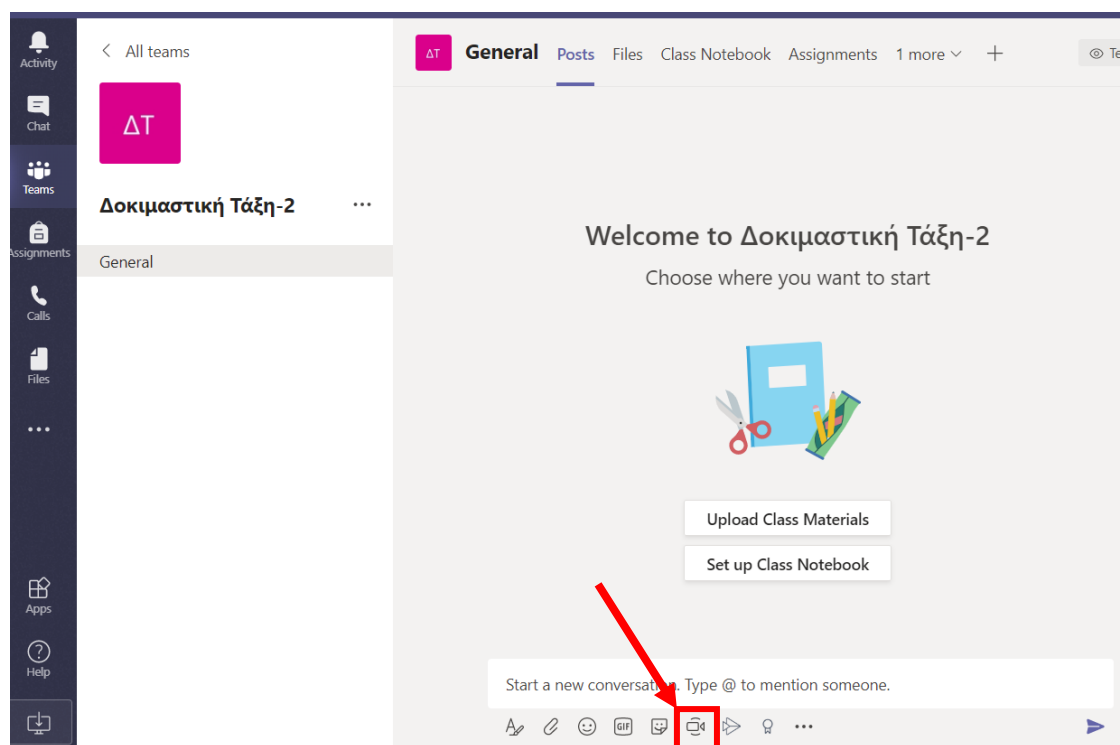 Activity
Chat
Teams
Assignments
Calls
Files
Apps
Help
All teams
ΔΤ
Δοκιμαστική Τάξη-2
General
ΔΤ
General Posts Files Class Notebook Assignments 1 more
Welcome to Δοκιμαστική Τάξη-2
Choose where you want to start
Upload Class Materials
Set up Class Notebook
Start a new conversation. Type @ to mention someone.
GIF